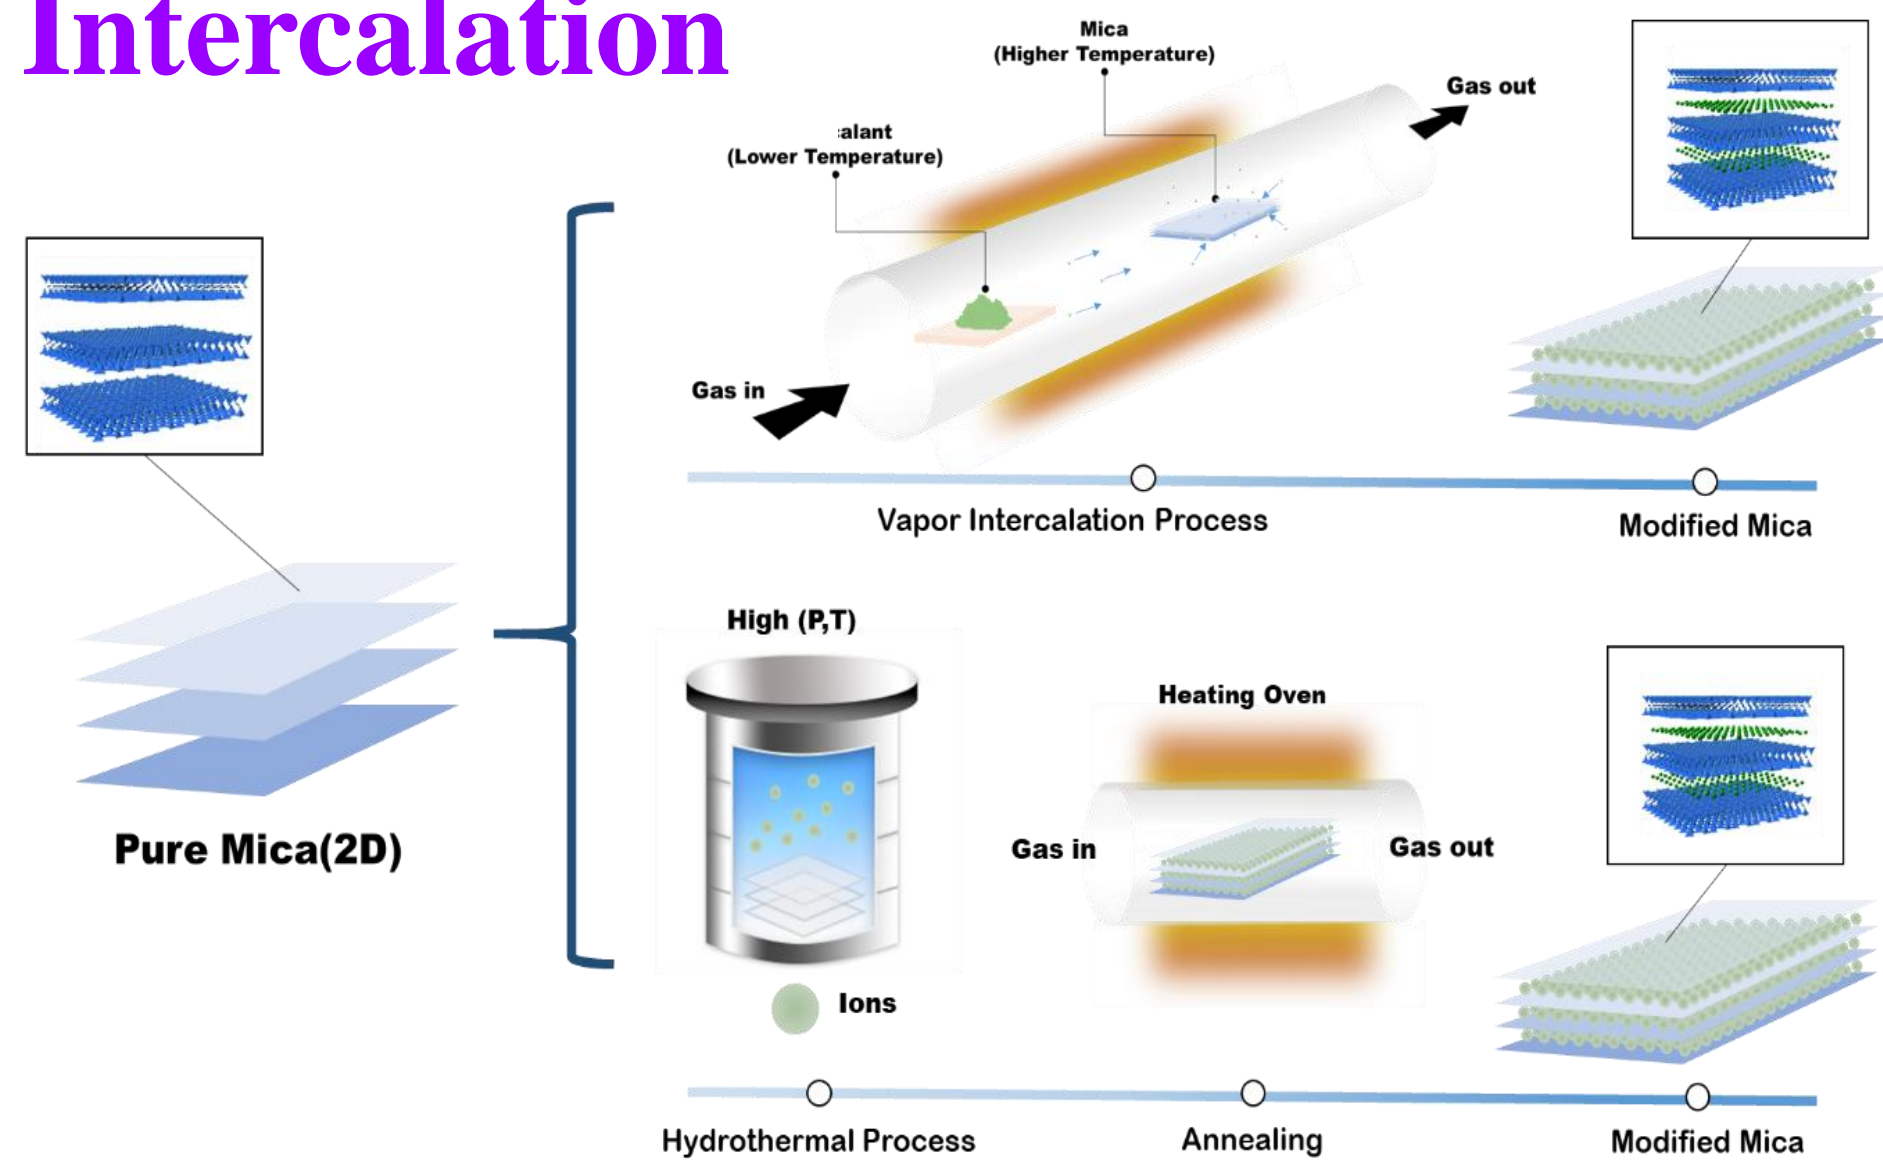 Intercalation
Mica
(Higher Temperature)
Gas out
alant
(Lower Temperature)
Gas in
Vapor Intercalation Process
Modified Mica
Pure Mica(2D)
High (P,T)
Heating Oven
Gas in
Gas out
Ions
Hydrothermal Process
Annealing
Modified Mica